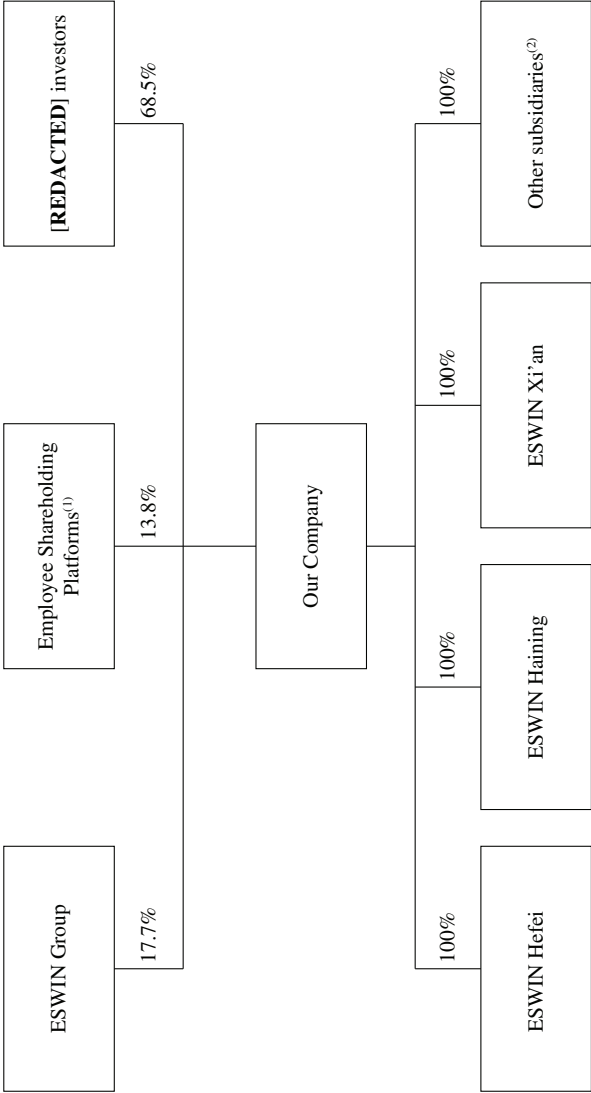 ESWIN Group
Employee Shareholding
Platforms(1)
[REDACTED] investors
17.7%
13.8%
68.5%
Our Company
100%
100%
100%
100%
ESWIN Hefei
ESWIN Haining
ESWIN Xi’an
Other subsidiaries(2)